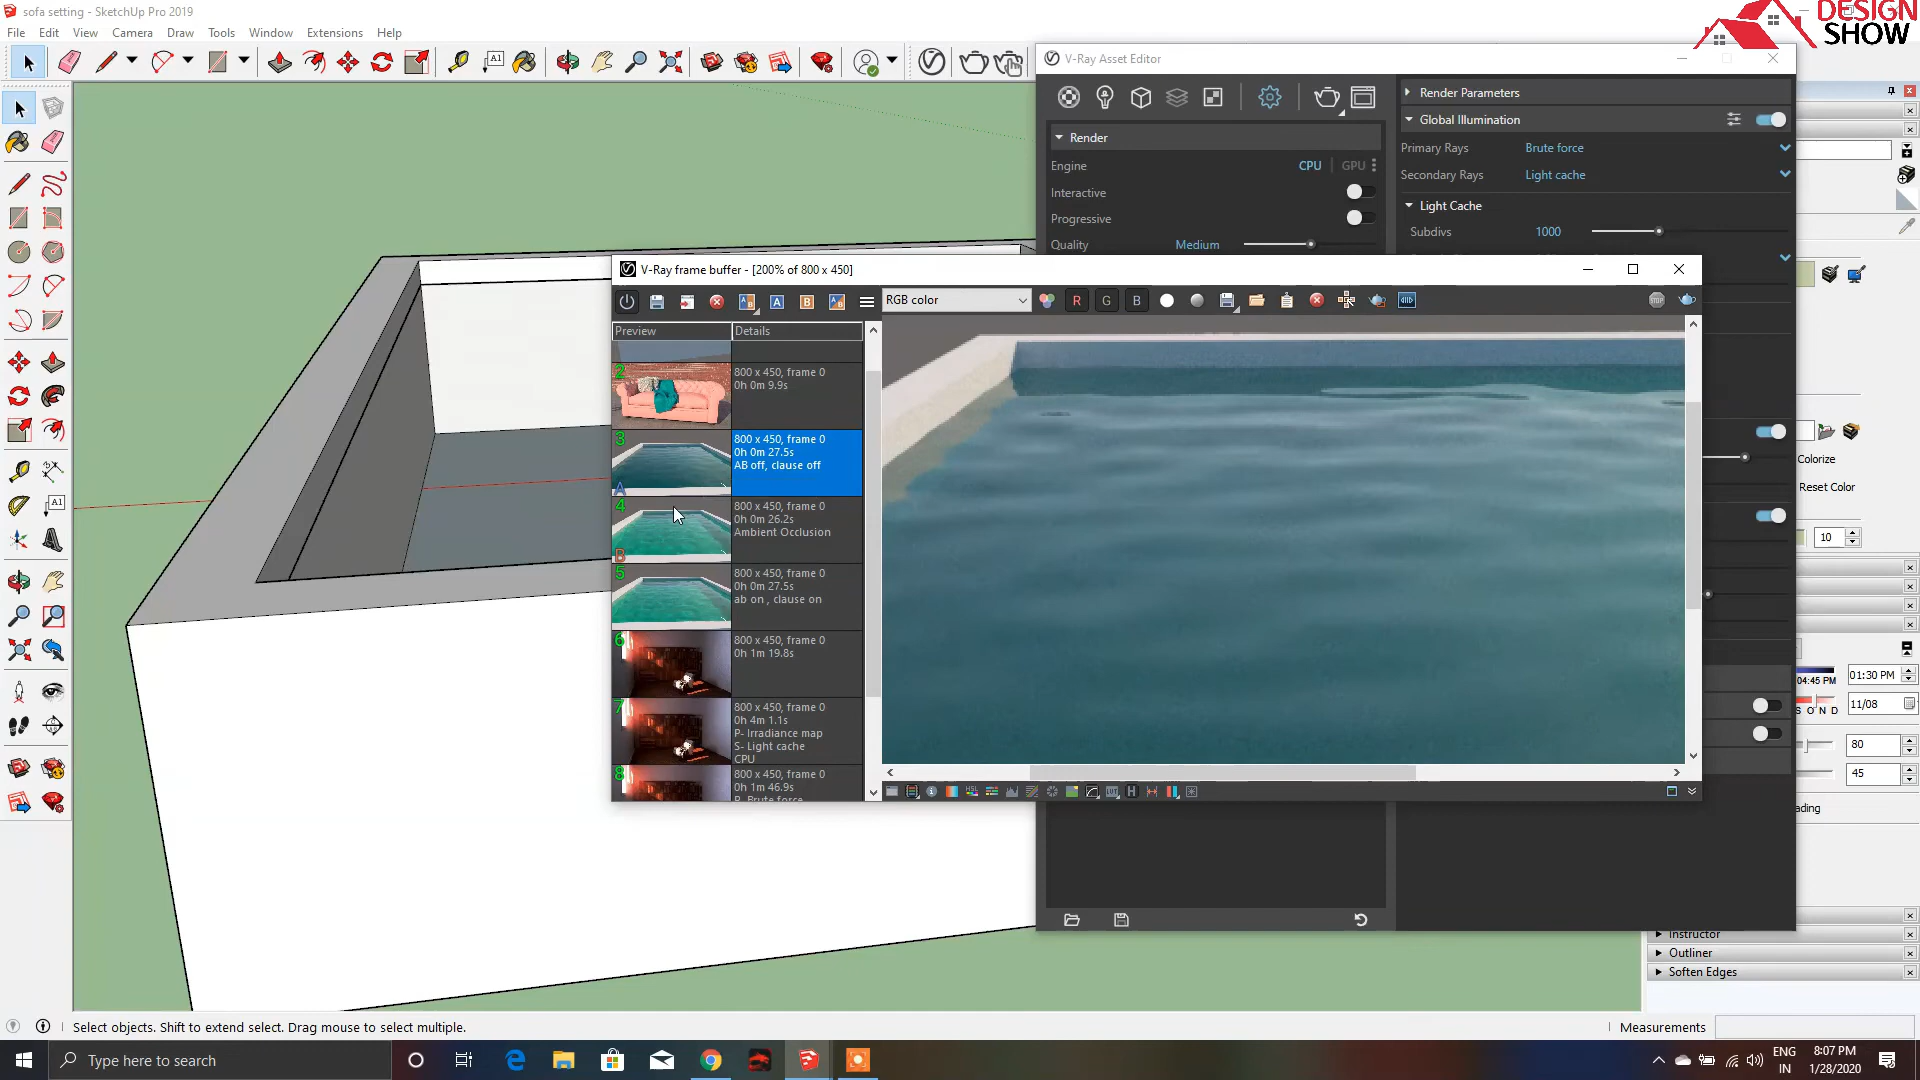 sofa setting - SketchUp Pro 2019
DESIGN
SHOW
File Edit View Camera Draw Tools Window Extensions Help
V-Ray Asset Editor
Render
Engine CPU GPU
Interactive
Progressive
Quality Medium
Render Parameters
Global Illumination
Primary Rays Brute force
Secondary Rays Light cache
Light Cache
Subdivs 1000
V-Ray frame buffer - [200% of 800 x 450]
RGB color
R G B
Preview Details
2
800 x 450, frame 0
0h 0m 9.9s
3
800 x 450, frame 0
0h 0m 27.5s
AB off, clause off
A
4
800 x 450, frame 0
0h 0m 26.2s
Ambient Occlusion
B
5
800 x 450, frame 0
0h 0m 27.5s
ab on , clause on
6
800 x 450, frame 0
0h 1m 19.8s
7
800 x 450, frame 0
0h 4m 1.1s
P- Irradiance map
S- Light cache
CPU
8
800 x 450, frame 0
0h 1m 46.9s
P- Brute force
Colorize
Reset Color
10
04:45 PM 01:30 PM
S O N D 11/08
80
45
ading
Instructor
Outliner
Soften Edges
Select objects. Shift to extend select. Drag mouse to select multiple.
Measurements
Type here to search
ENG
IN
8:07 PM
1/28/2020